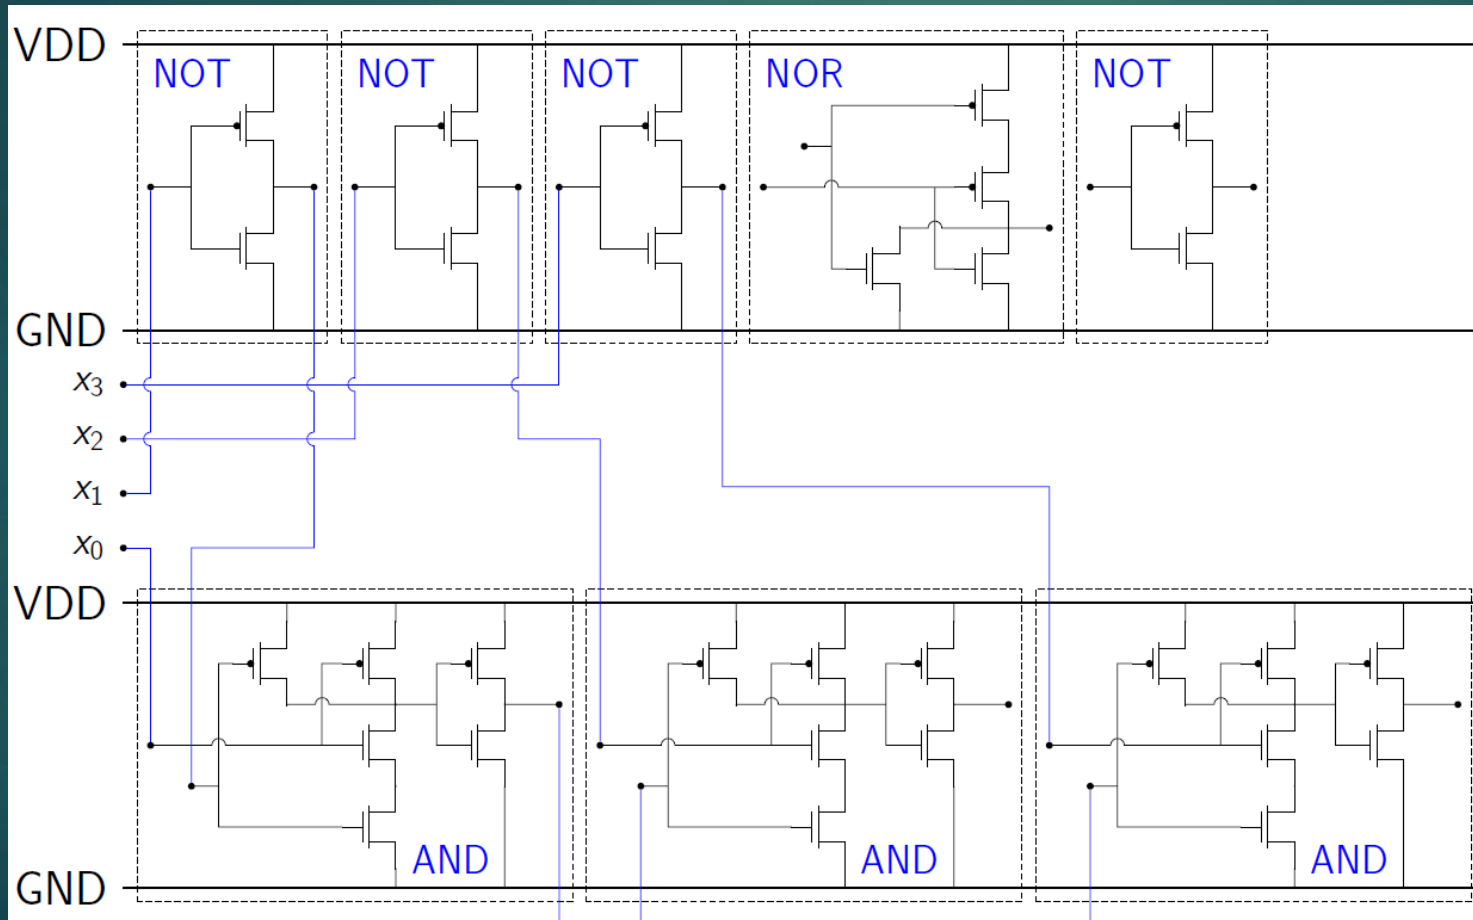 VDD
NOT NOT NOT NOR NOT
GND
x3
x2
x1
x0
VDD
AND AND AND
GND